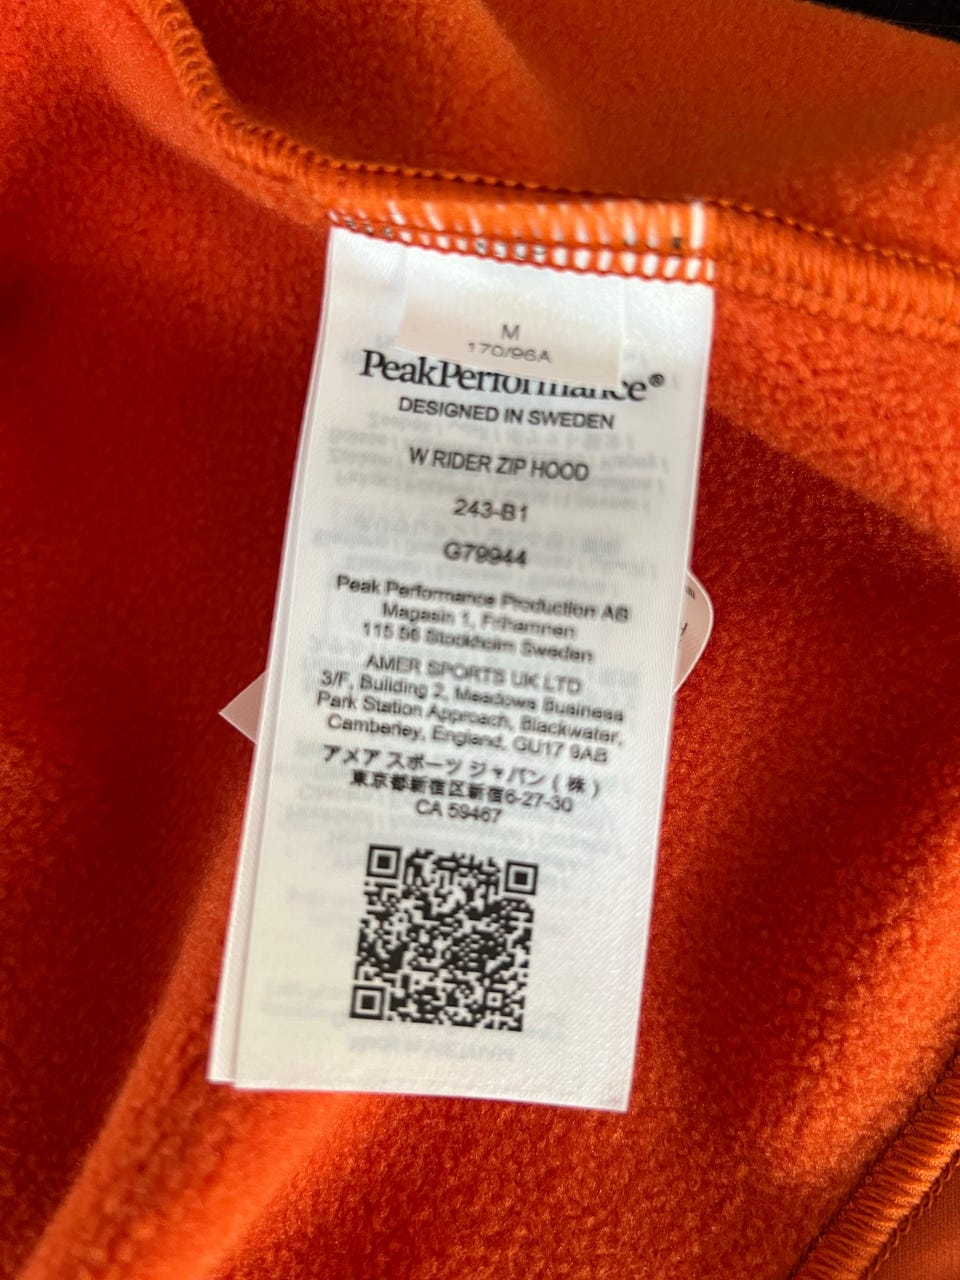 M
170/96A
PeakPerformance®
DESIGNED IN SWEDEN
W RIDER ZIP HOOD
243-B1
G79944
Peak Performance Production AB
Magasin 1, Frihamnen
115 56 Stockholm Sweden
AMER SPORTS UK LTD
3/F, Building 2, Meadows Business
Park Station Approach, Blackwater,
Camberley, England, GU17 9AB
アメア スポーツ ジャパン ( 株 )
東京都新宿区新宿6-27-30
CA 59467